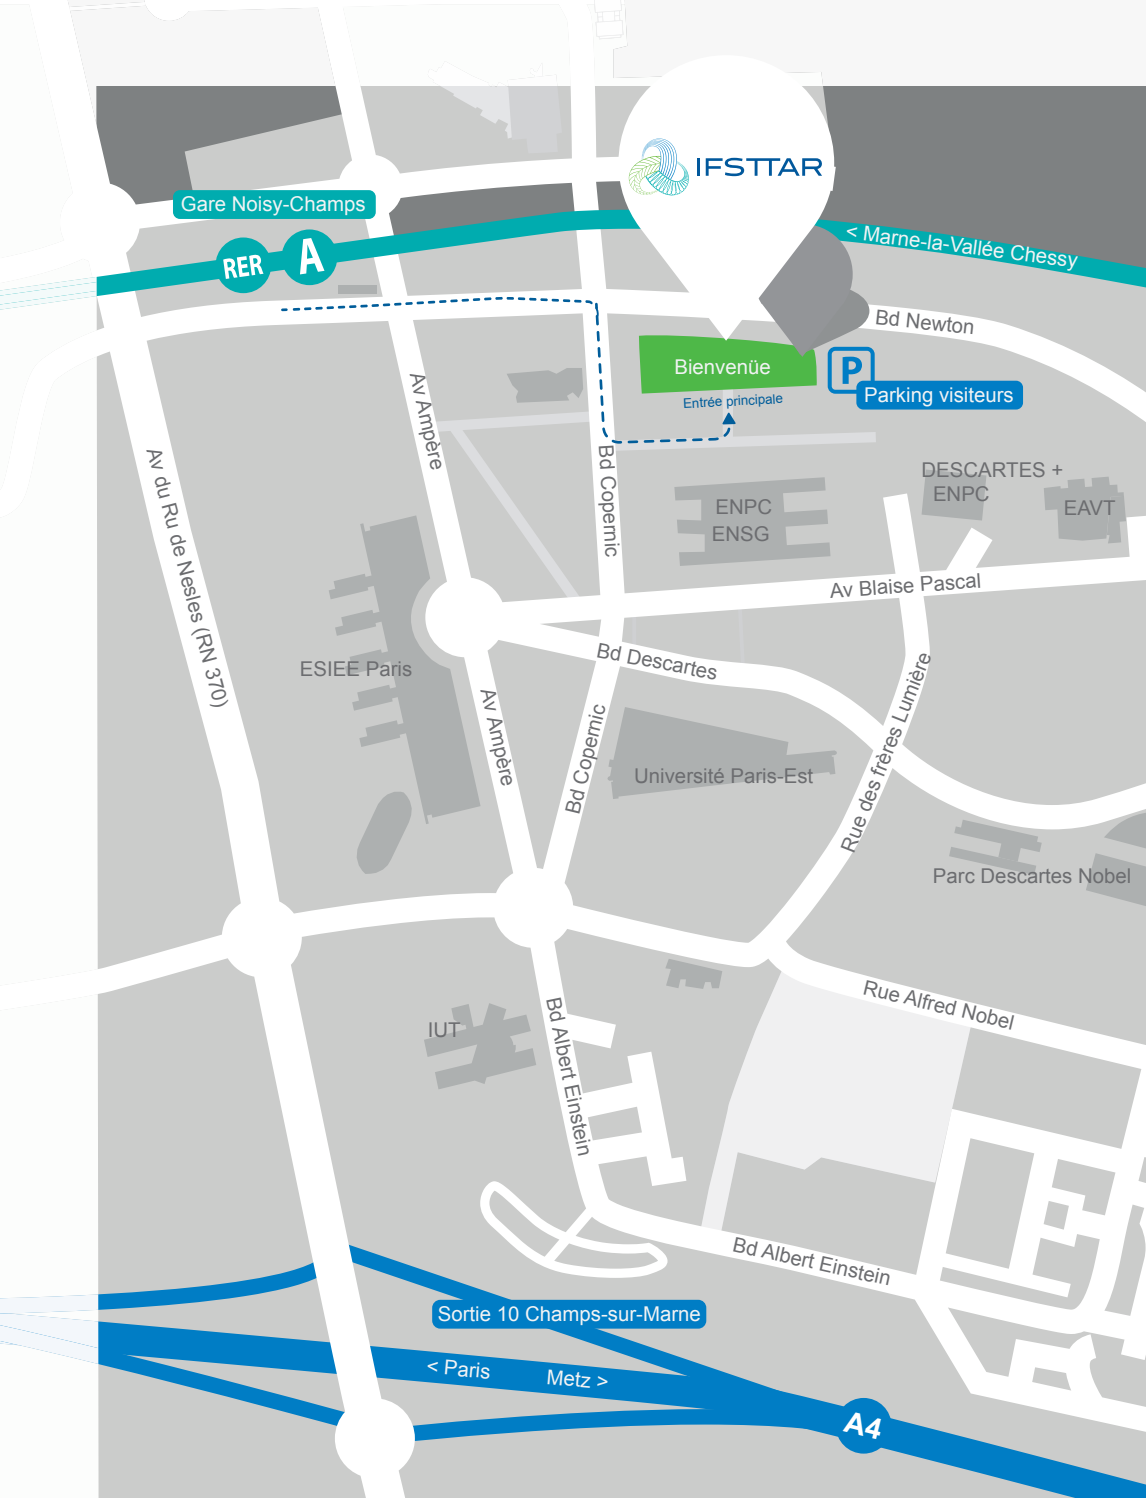 IFSTTAR
Gare Noisy-Champs
RER
A
< Marne-la-Vallée Chessy
Bd Newton
Bienvenüe
P
Parking visiteurs
Entrée principale
Av Ampère
Bd Copernic
Av du Ru de Nesles (RN 370)
DESCARTES +
ENPC
EAVT
ENPC
ENSG
Av Blaise Pascal
ESIEE Paris
Bd Descartes
Av Ampère
Bd Copernic
Rue des frères Lumière
Université Paris-Est
Parc Descartes Nobel
Rue Alfred Nobel
IUT
Bd Albert Einstein
Bd Albert Einstein
Sortie 10 Champs-sur-Marne
< Paris
Metz >
A4